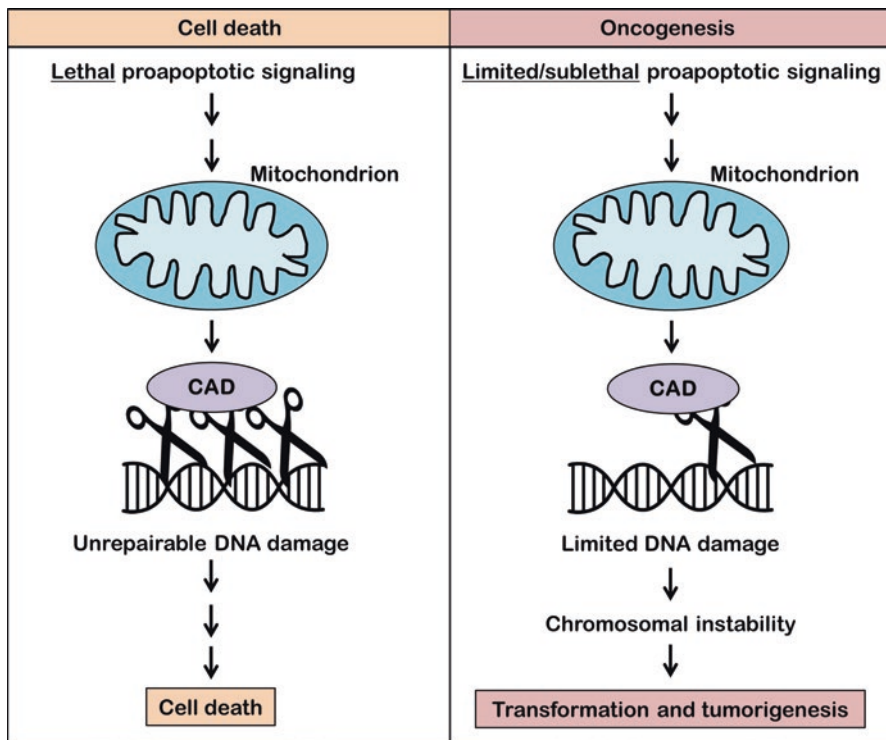 Cell death
Lethal proapoptotic signaling
Mitochondrion
CAD
Unrepairable DNA damage
Cell death
Oncogenesis
Limited/sublethal proapoptotic signaling
Mitochondrion
CAD
Limited DNA damage
Chromosomal instability
Transformation and tumorigenesis